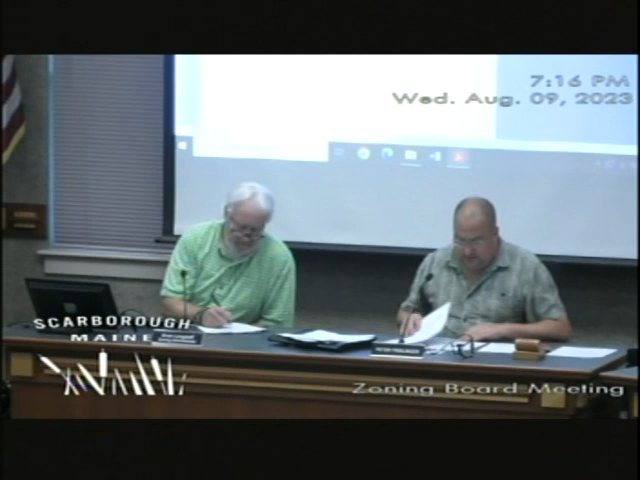 7:16 PM
Wed. Aug. 09, 2023
SCARBOROUGH
MAINE
Zoning Board Meeting